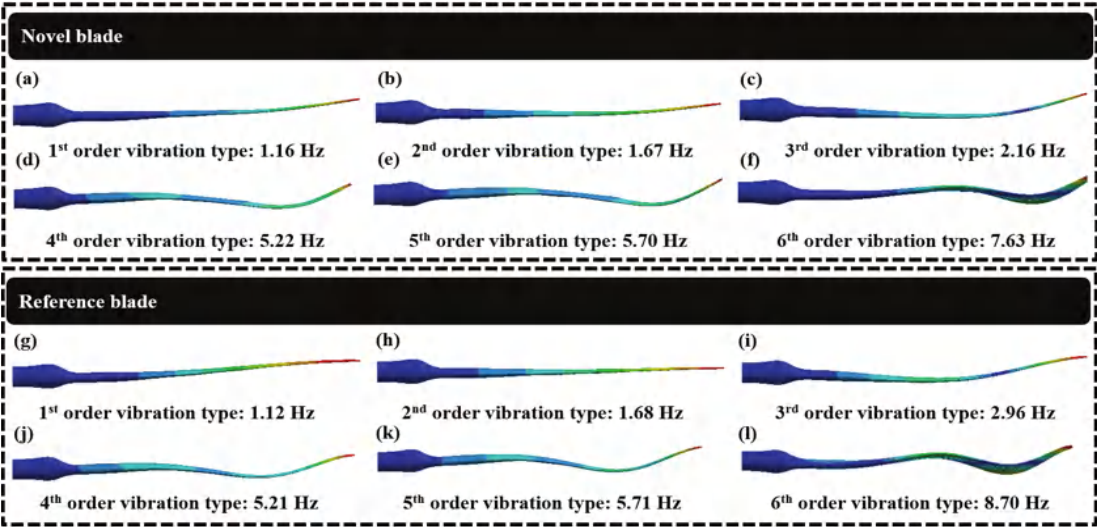 Novel blade
(a) (b) (c)
1st order vibration type: 1.16 Hz 2nd order vibration type: 1.67 Hz 3rd order vibration type: 2.16 Hz
(d) (e) (f)
4th order vibration type: 5.22 Hz 5th order vibration type: 5.70 Hz 6th order vibration type: 7.63 Hz
Reference blade
(g) (h) (i)
1st order vibration type: 1.12 Hz 2nd order vibration type: 1.68 Hz 3rd order vibration type: 2.96 Hz
(j) (k) (l)
4th order vibration type: 5.21 Hz 5th order vibration type: 5.71 Hz 6th order vibration type: 8.70 Hz